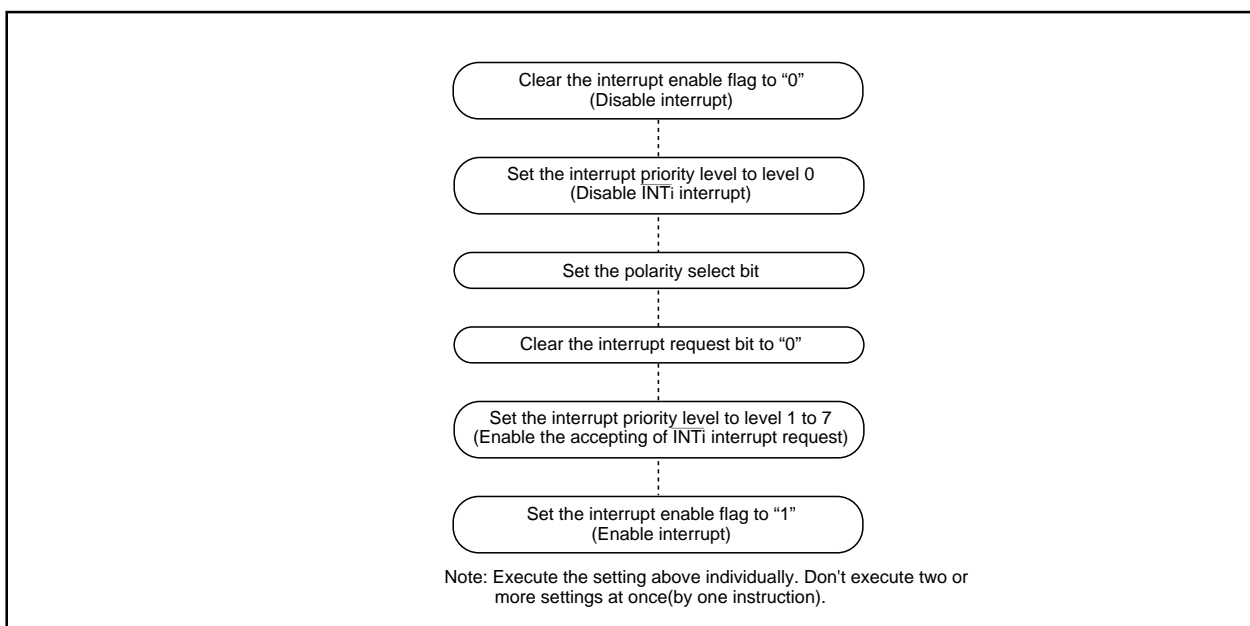 Clear the interrupt enable flag to “0”
(Disable interrupt)
Set the interrupt priority level to level 0
(Disable INTi interrupt)
Set the polarity select bit
Clear the interrupt request bit to “0”
Set the interrupt priority level to level 1 to 7
(Enable the accepting of INTi interrupt request)
Set the interrupt enable flag to “1”
(Enable interrupt)
Note: Execute the setting above individually. Don't execute two or
more settings at once(by one instruction).